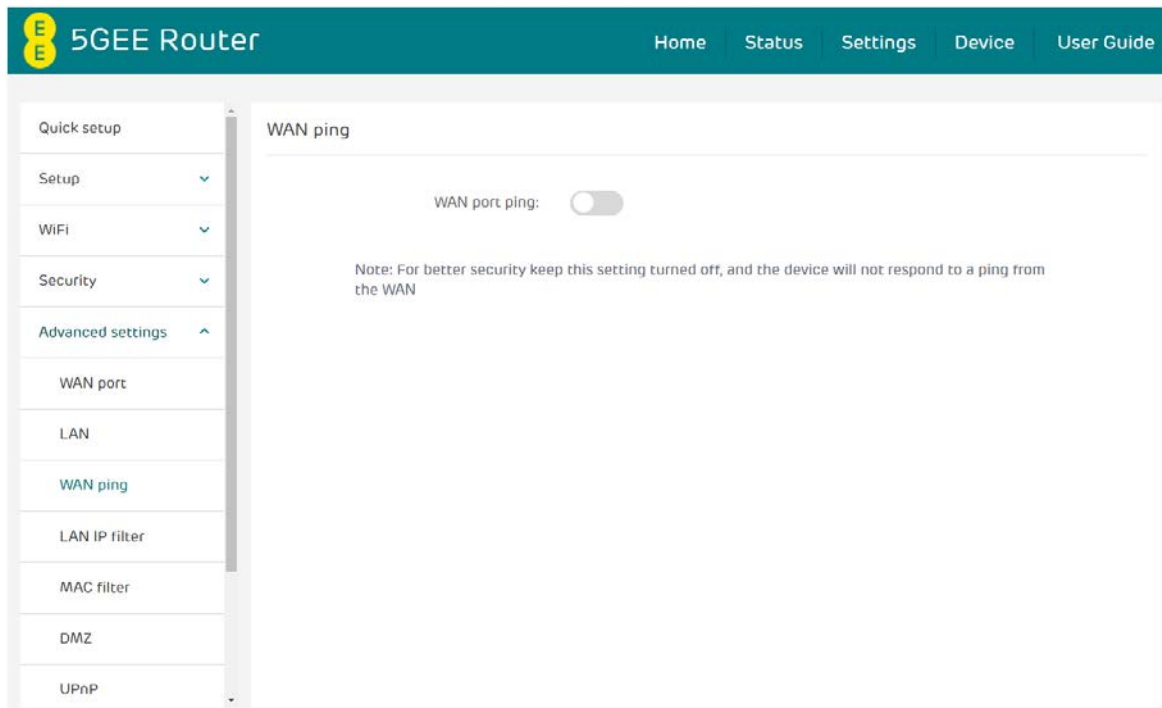 E
E
5GEE Router
Home Status Settings Device User Guide
Quick setup
Setup
WiFi
Security
Advanced settings
WAN port
LAN
WAN ping
LAN IP filter
MAC filter
DMZ
UPnP
WAN ping
WAN port ping:
Note: For better security keep this setting turned off, and the device will not respond to a ping from
the WAN